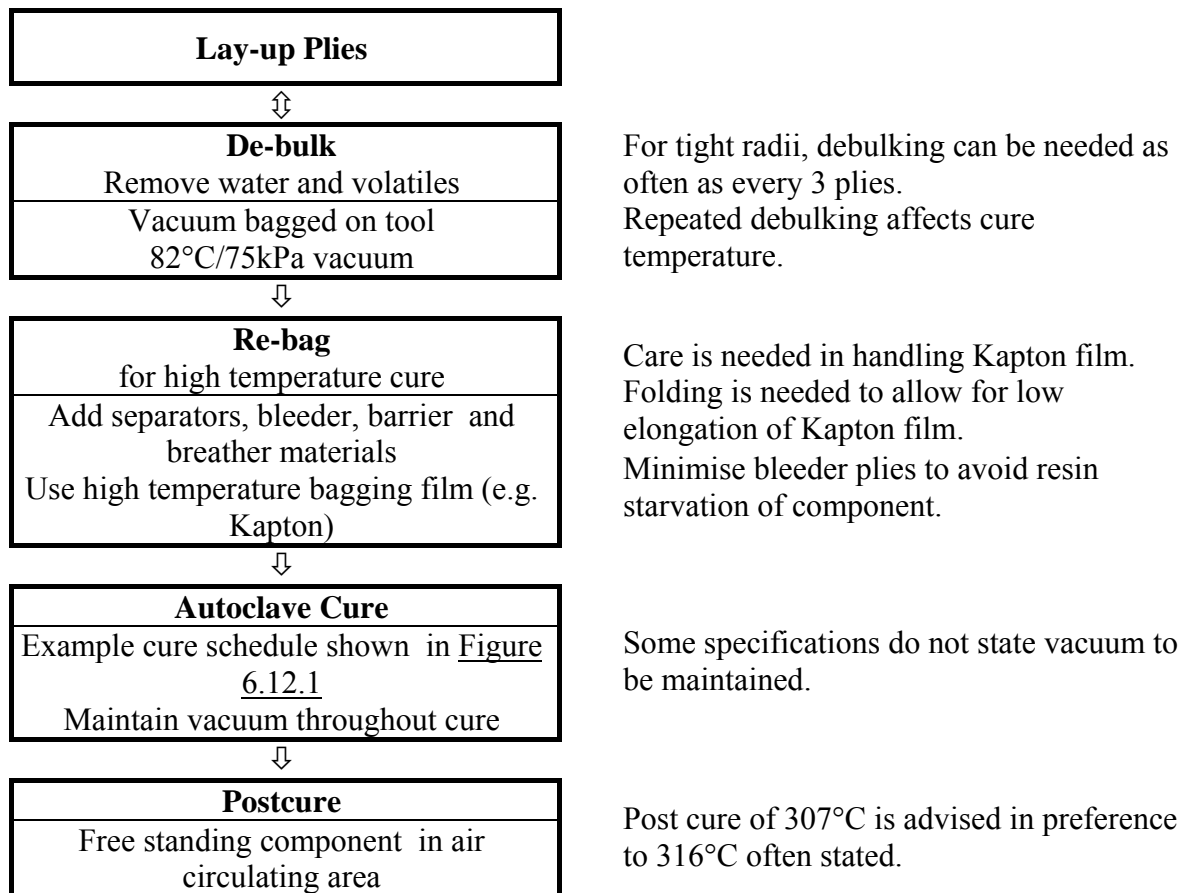 Lay-up Plies
⇳
De-bulk
Remove water and volatiles
Vacuum bagged on tool
82°C/75kPa vacuum
For tight radii, debulking can be needed as
often as every 3 plies.
Repeated debulking affects cure
temperature.
⇩
Re-bag
for high temperature cure
Add separators, bleeder, barrier and
breather materials
Use high temperature bagging film (e.g.
Kapton)
Care is needed in handling Kapton film.
Folding is needed to allow for low
elongation of Kapton film.
Minimise bleeder plies to avoid resin
starvation of component.
⇩
Autoclave Cure
Example cure schedule shown in Figure
6.12.1
Maintain vacuum throughout cure
Some specifications do not state vacuum to
be maintained.
⇩
Postcure
Free standing component in air
circulating area
Post cure of 307°C is advised in preference
to 316°C often stated.